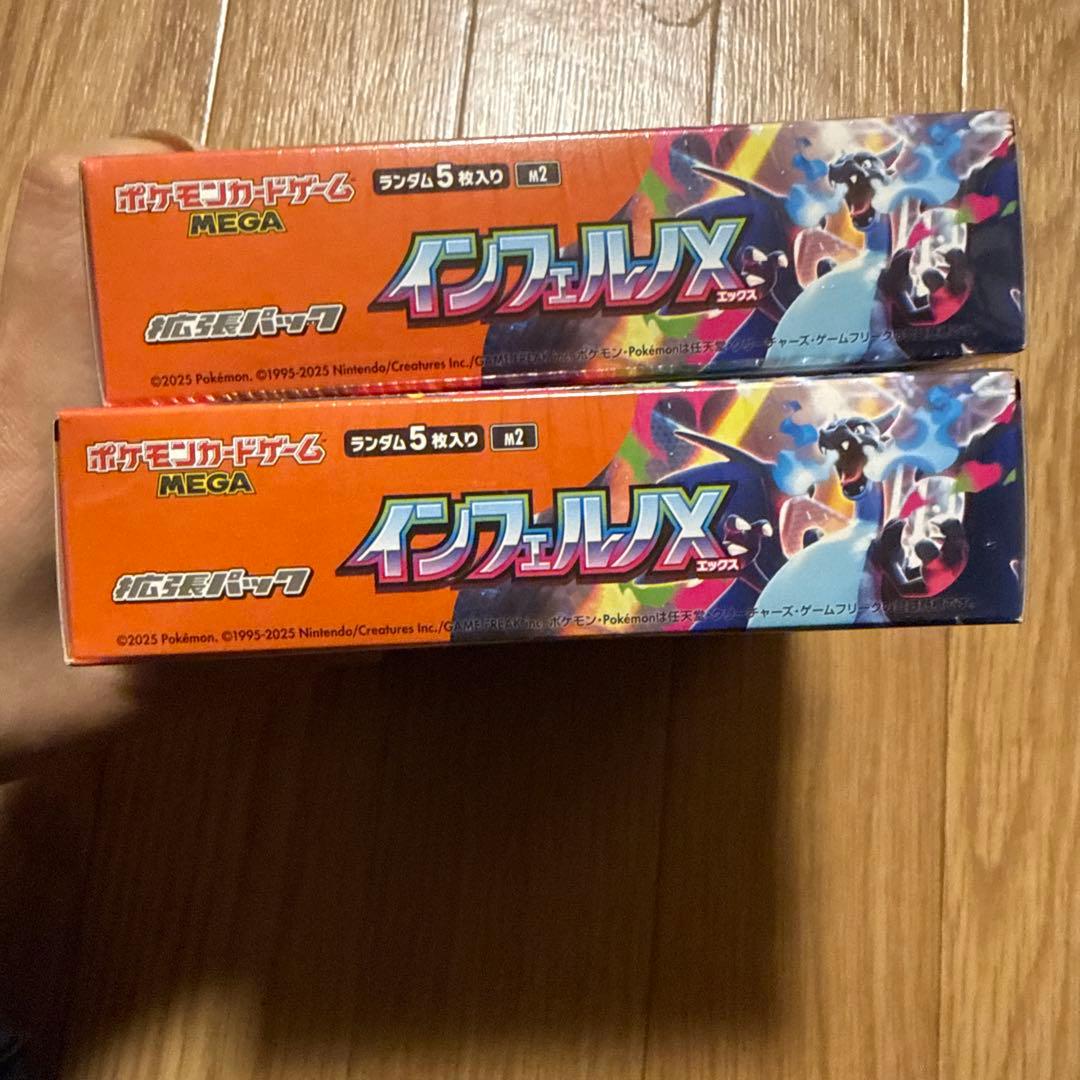 ポケモンカードゲーム
MEGA
ランダム5枚入り
M2
インフェルノX
エックス
拡張パック
©2025 Pokémon. ©1995-2025 Nintendo/Creatures Inc./GAME FREAK inc. ポケモン・Pokémonは任天堂・クリーチャーズ・ゲームフリークの
ポケモンカードゲーム
MEGA
ランダム5枚入り
M2
インフェルノX
エックス
拡張パック
©2025 Pokémon. ©1995-2025 Nintendo/Creatures Inc./GAME FREAK inc. ポケモン・Pokémonは任天堂・クリーチャーズ・ゲームフリークの登録商標です。